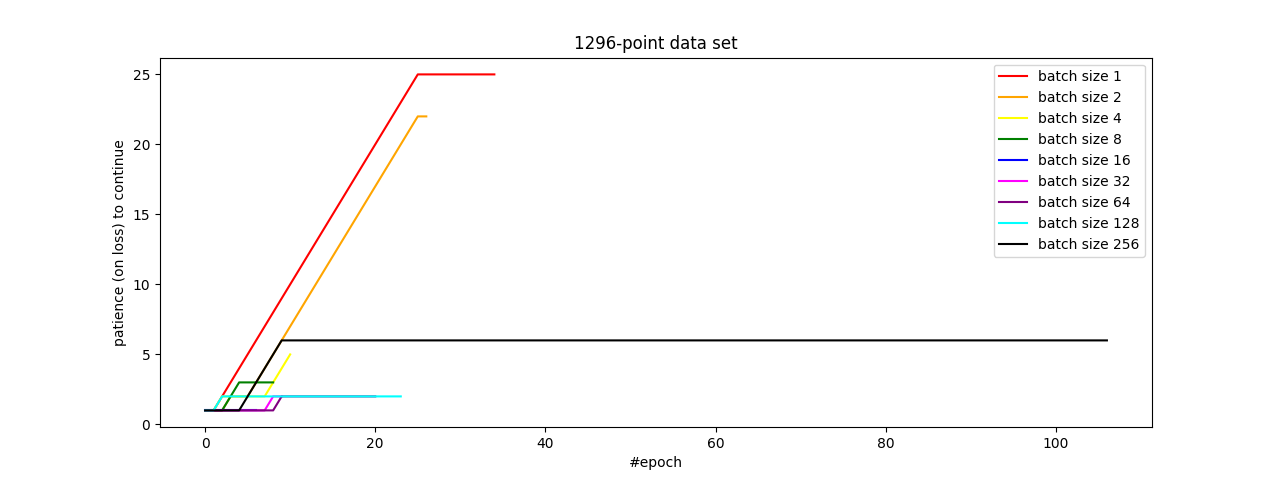 1296-point data set
patience (on loss) to continue
25
20
15
10
5
0
0 20 40 60 80 100
#epoch
batch size 1
batch size 2
batch size 4
batch size 8
batch size 16
batch size 32
batch size 64
batch size 128
batch size 256